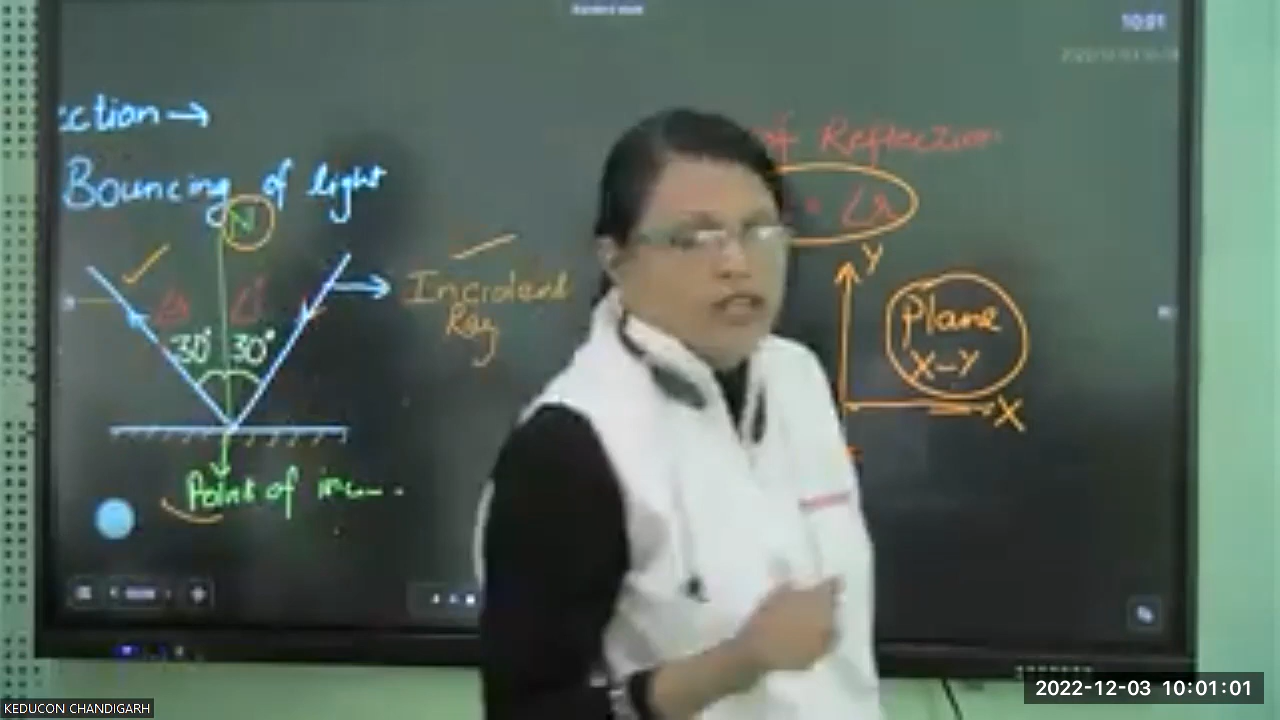 ction →
Bouncing of light
N
∠r ∠i
30° 30°
Incident
Ray
Point of inc_ .
of Reflection
= ∠r
Y
Plane
X-Y
X
10:01
KEDUCON CHANDIGARH
2022-12-03 10:01:01